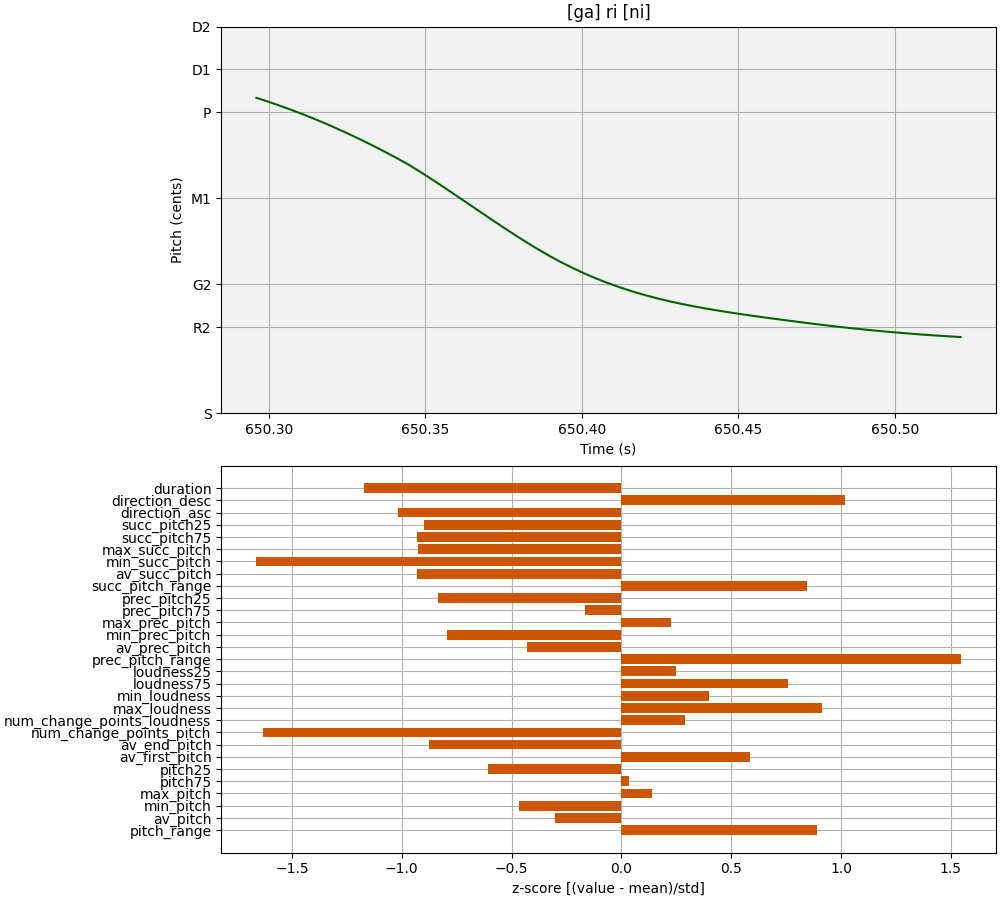 [ga] ri [ni]
D2
D1
P
M1
G2
R2
S
Pitch (cents)
650.30 650.35 650.40 650.45 650.50
Time (s)
duration
direction_desc
direction_asc
succ_pitch25
succ_pitch75
max_succ_pitch
min_succ_pitch
av_succ_pitch
succ_pitch_range
prec_pitch25
prec_pitch75
max_prec_pitch
min_prec_pitch
av_prec_pitch
prec_pitch_range
loudness25
loudness75
min_loudness
max_loudness
num_change_points_loudness
num_change_points_pitch
av_end_pitch
av_first_pitch
pitch25
pitch75
max_pitch
min_pitch
av_pitch
pitch_range
−1.5 −1.0 −0.5 0.0 0.5 1.0 1.5
z-score [(value - mean)/std]